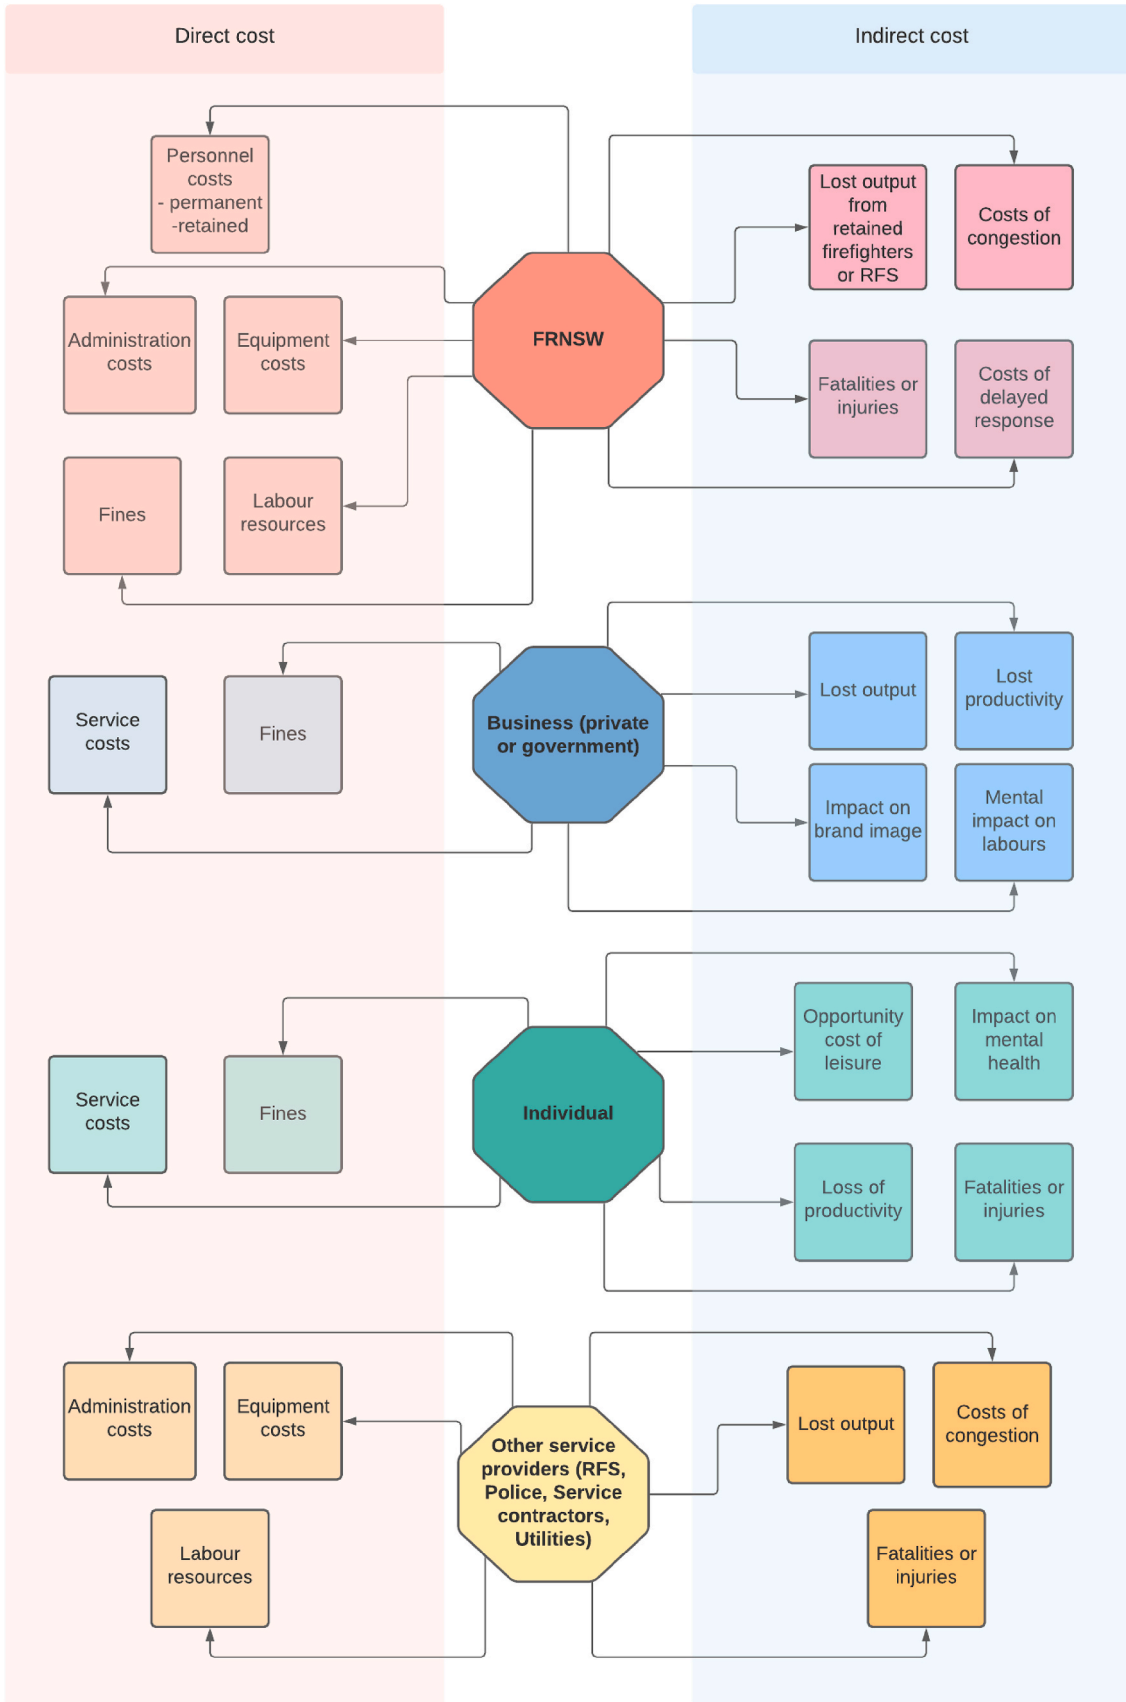 Direct cost
Indirect cost
Personnel
costs
- permanent
-retained
Administration
costs
Equipment
costs
Fines
Labour
resources
FRNSW
Lost output
from
retained
firefighters
or RFS
Costs of
congestion
Fatalities or
injuries
Costs of
delayed
response
Service
costs
Fines
Business (private
or government)
Lost output
Lost
productivity
Impact on
brand image
Mental
impact on
labours
Service
costs
Fines
Individual
Opportunity
cost of
leisure
Impact on
mental
health
Loss of
productivity
Fatalities or
injuries
Administration
costs
Equipment
costs
Labour
resources
Other service
providers (RFS,
Police, Service
contractors,
Utilities)
Lost output
Costs of
congestion
Fatalities or
injuries